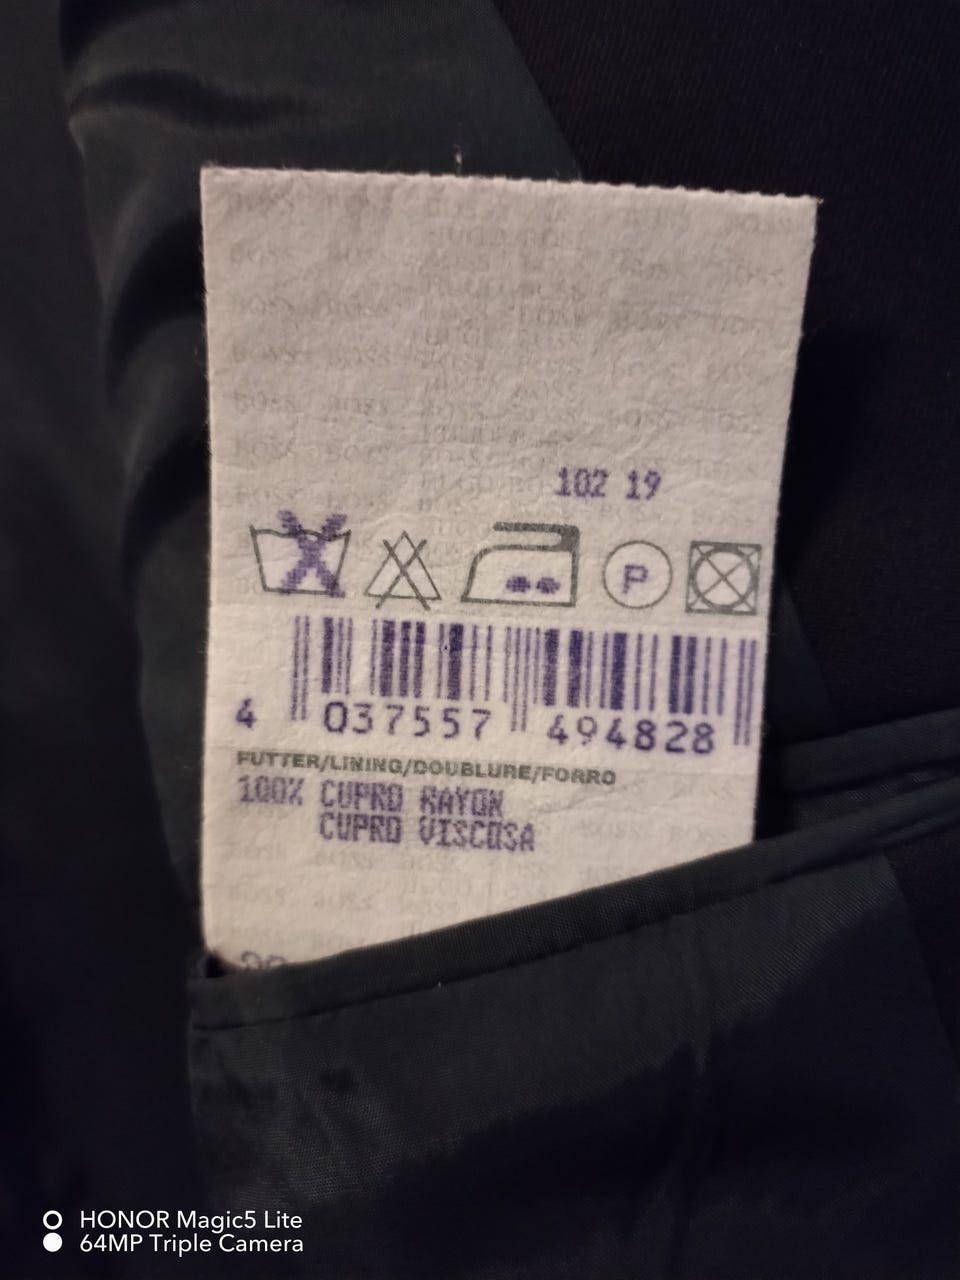 102 19
P
4 037557 494828
FUTTER/LINING/DOUBLURE/FORRO
100% CUPRO RAYON
CUPRO VISCOSA
HONOR Magic5 Lite
64MP Triple Camera